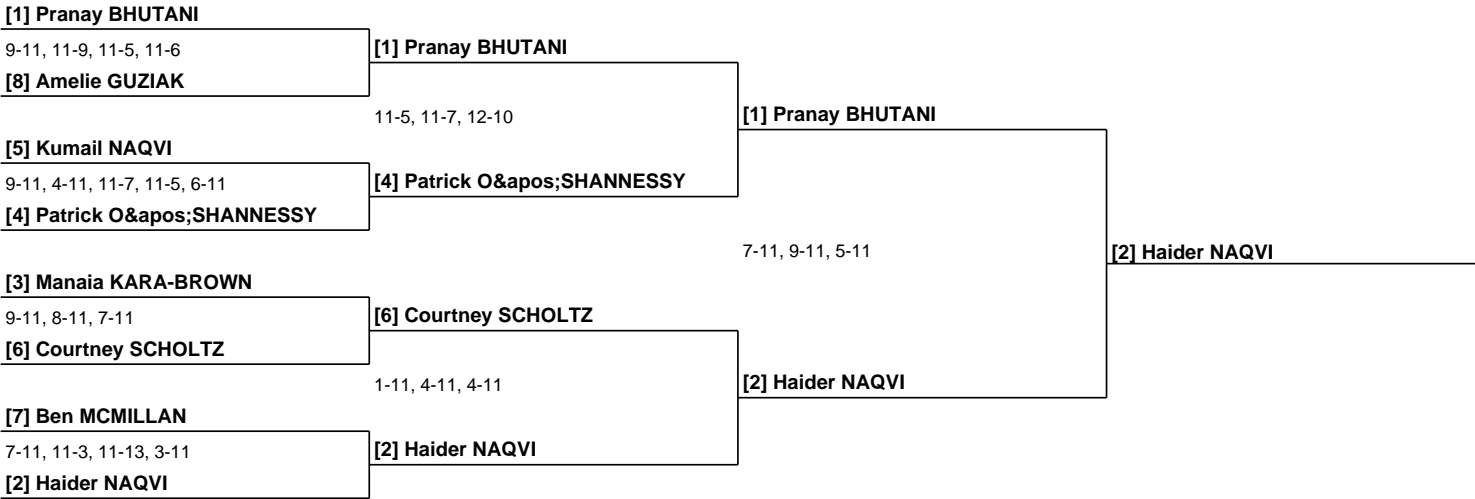 [1] Pranay BHUTANI
9-11, 11-9, 11-5, 11-6
[8] Amelie GUZIAK
[1] Pranay BHUTANI
11-5, 11-7, 12-10
[5] Kumail NAQVI
9-11, 4-11, 11-7, 11-5, 6-11
[4] Patrick O&apos;SHANNESSY
[4] Patrick O&apos;SHANNESSY
[1] Pranay BHUTANI
7-11, 9-11, 5-11
[3] Manaia KARA-BROWN
9-11, 8-11, 7-11
[6] Courtney SCHOLTZ
[6] Courtney SCHOLTZ
1-11, 4-11, 4-11
[7] Ben MCMILLAN
7-11, 11-3, 11-13, 3-11
[2] Haider NAQVI
[2] Haider NAQVI
[2] Haider NAQVI
[2] Haider NAQVI